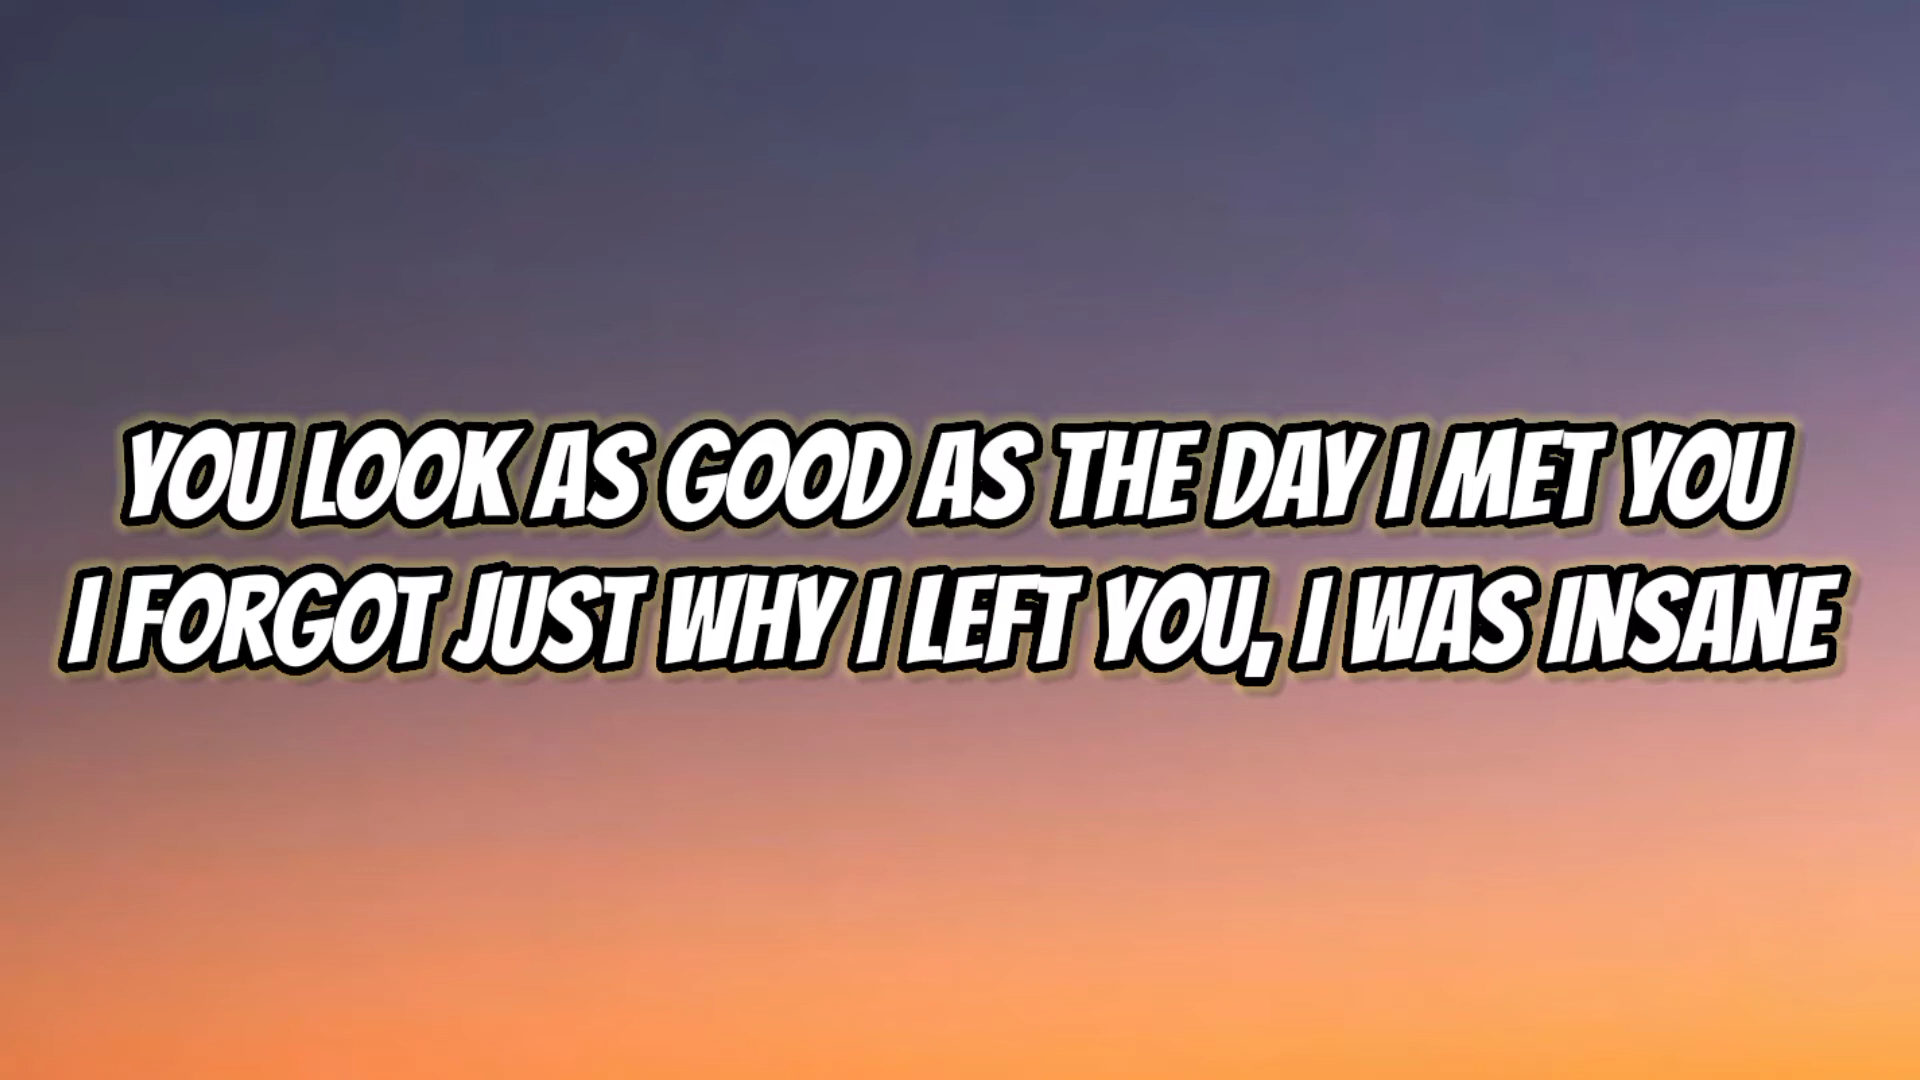 YOU LOOK AS GOOD AS THE DAY I MET YOU
I FORGOT JUST WHY I LEFT YOU, I WAS INSANE